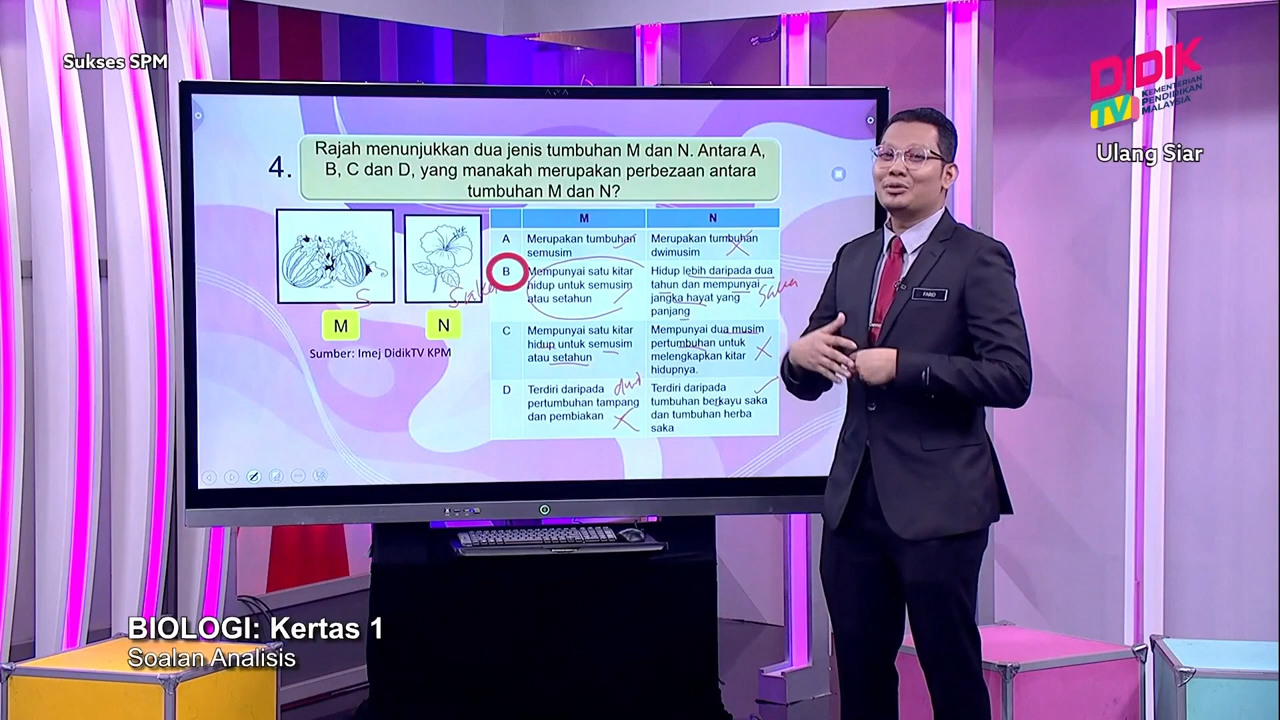 Sukses SPM
DIDIK
TV
KEMENTERIAN
PENDIDIKAN
MALAYSIA
Ulang Siar
4.
Rajah menunjukkan dua jenis tumbuhan M dan N. Antara A,
B, C dan D, yang manakah merupakan perbezaan antara
tumbuhan M dan N?
M
N
Sumber: Imej DidikTV KPM
S
saka
M
N
A
Merupakan tumbuhan
semusim
Merupakan tumbuhan
dwimusim
B
Mempunyai satu kitar
hidup untuk semusim
atau setahun
Hidup lebih daripada dua
tahun dan mempunyai
jangka hayat yang
panjang
saka
C
Mempunyai satu kitar
hidup untuk semusim
atau setahun
Mempunyai dua musim
pertumbuhan untuk
melengkapkan kitar
hidupnya.
D
Terdiri daripada
pertumbuhan tampang
dan pembiakan
Terdiri daripada
tumbuhan berkayu saka
dan tumbuhan herba
saka
FARID
BIOLOGI: Kertas 1
Soalan Analisis